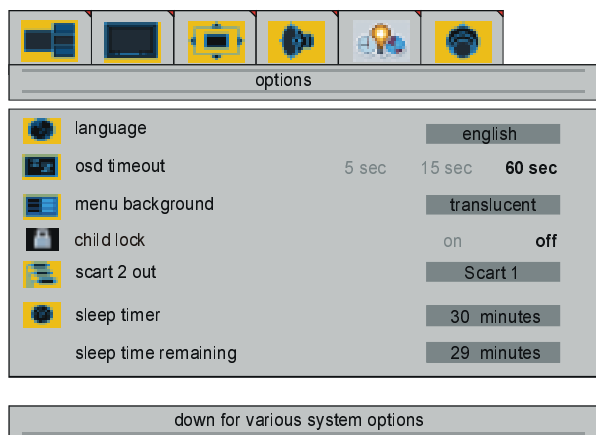 options
language english
osd timeout 5 sec 15 sec 60 sec
menu background translucent
child lock on off
scart 2 out Scart 1
sleep timer 30 minutes
sleep time remaining 29 minutes
down for various system options